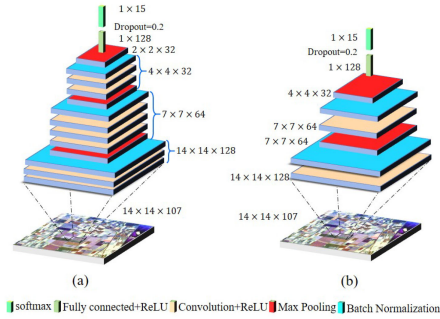 1 × 15
Dropout=0.2
1 × 128
2 × 2 × 32
4 × 4 × 32
7 × 7 × 64
14 × 14 × 128
14 × 14 × 107
(a)
1 × 15
Dropout=0.2
1 × 128
4 × 4 × 32
7 × 7 × 64
7 × 7 × 64
14 × 14 × 128
14 × 14 × 107
(b)
softmax Fully connected+ReLU Convolution+ReLU Max Pooling Batch Normalization